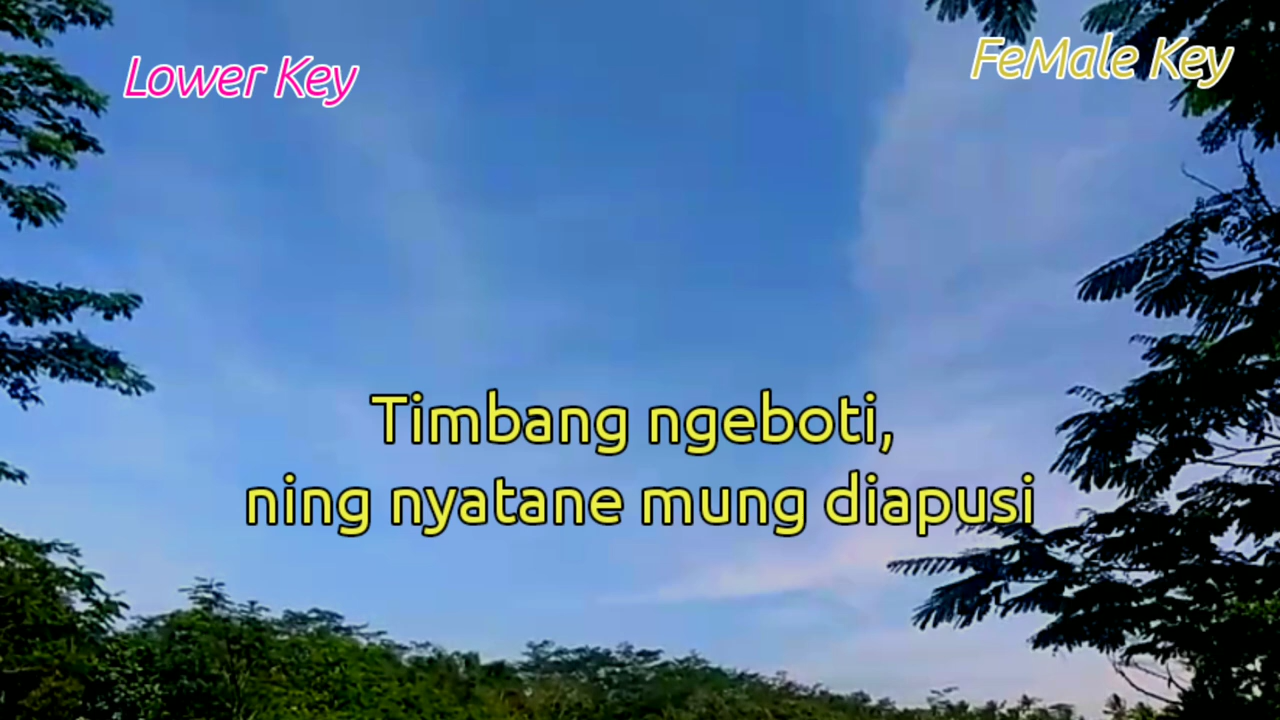 Lower Key
FeMale Key
Timbang ngeboti,
ning nyatane mung diapusi